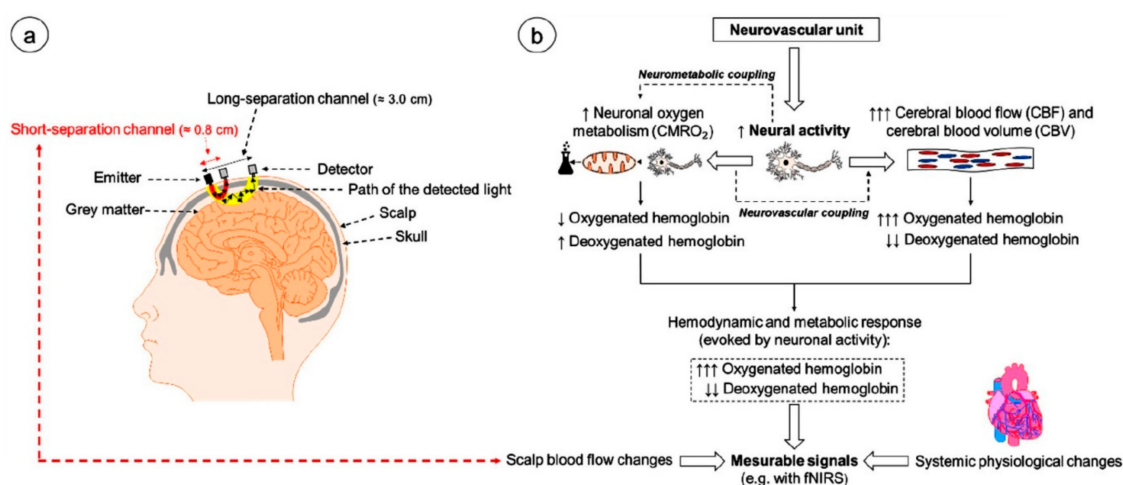 a
Long-separation channel (≈ 3.0 cm)
Short-separation channel (≈ 0.8 cm)
Emitter
Detector
Path of the detected light
Grey matter
Scalp
Skull
b
Neurovascular unit
Neurometabolic coupling
↑ Neuronal oxygen
metabolism (CMRO₂)
↑ Neural activity
↑↑↑ Cerebral blood flow (CBF) and
cerebral blood volume (CBV)
Neurovascular coupling
↓ Oxygenated hemoglobin
↑ Deoxygenated hemoglobin
↑↑↑ Oxygenated hemoglobin
↓↓ Deoxygenated hemoglobin
Hemodynamic and metabolic response
(evoked by neuronal activity):
↑↑↑ Oxygenated hemoglobin
↓↓ Deoxygenated hemoglobin
Scalp blood flow changes
Mesurable signals
(e.g. with fNIRS)
Systemic physiological changes